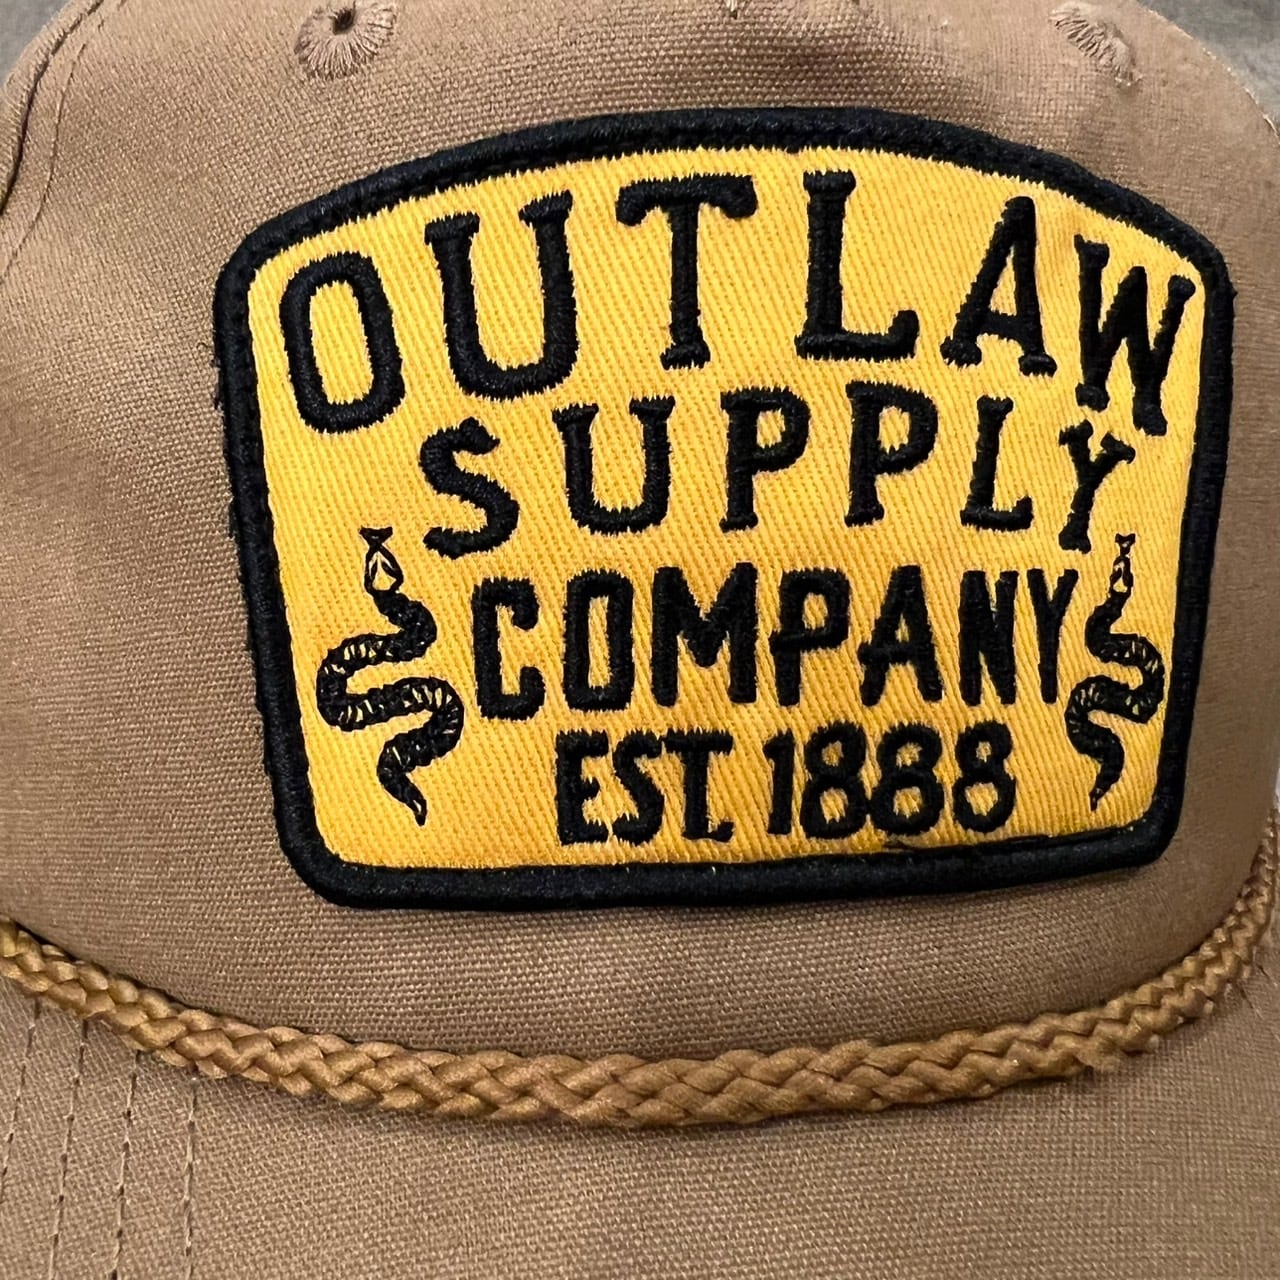 OUTLAW
SUPPLY
COMPANY
EST. 1888